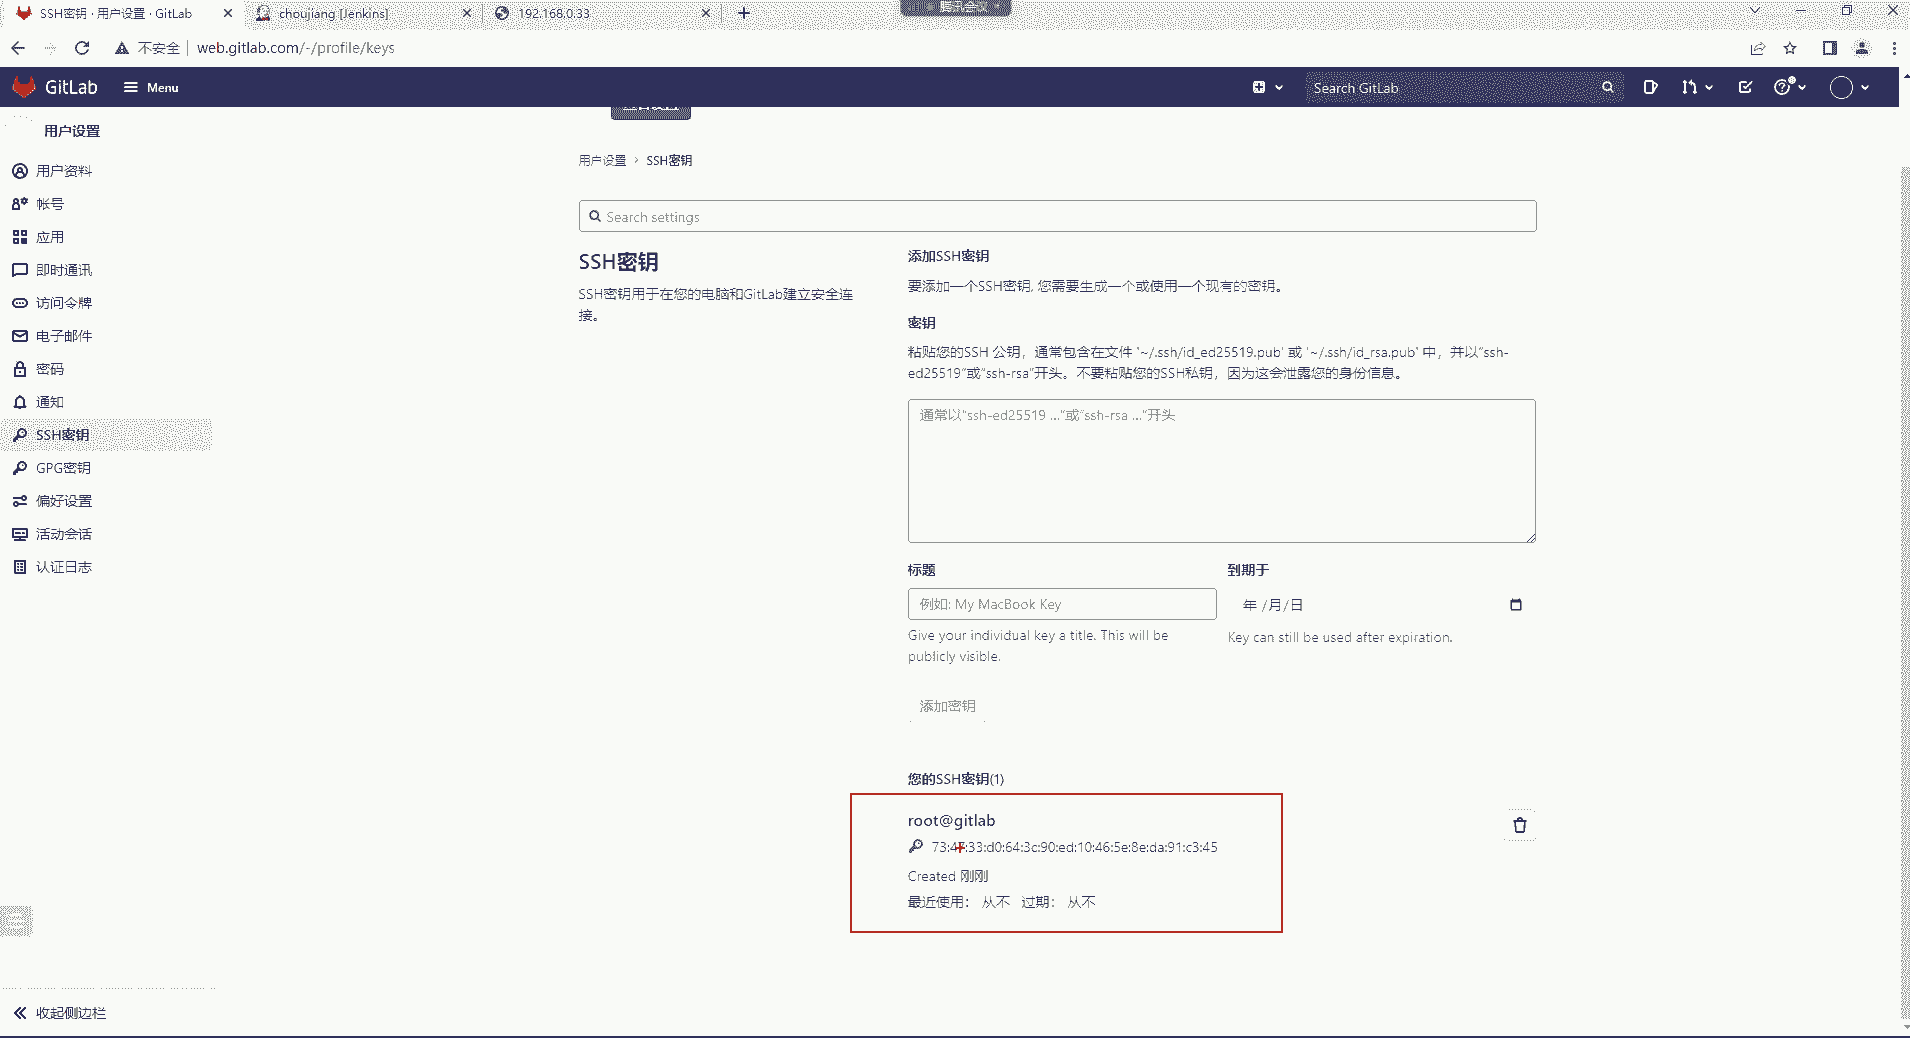 SSH密钥 · 用户设置 · GitLab
choujiang [Jenkins]
192.168.0.33
腾讯会议
不安全
web.gitlab.com/-/profile/keys
GitLab
Menu
Search GitLab
用户设置
用户资料
帐号
应用
即时通讯
访问令牌
电子邮件
密码
通知
SSH密钥
GPG密钥
偏好设置
活动会话
认证日志
收起侧边栏
用户设置 › SSH密钥
Search settings
SSH密钥
SSH密钥用于在您的电脑和GitLab建立安全连
接。
添加SSH密钥
要添加一个SSH密钥, 您需要生成一个或使用一个现有的密钥。
密钥
粘贴您的SSH 公钥，通常包含在文件 '~/.ssh/id_ed25519.pub' 或 '~/.ssh/id_rsa.pub' 中，并以"ssh-
ed25519"或"ssh-rsa"开头。不要粘贴您的SSH私钥，因为这会泄露您的身份信息。
通常以"ssh-ed25519 ..."或"ssh-rsa ..."开头
标题
到期于
例如: My MacBook Key
年 /月/日
Give your individual key a title. This will be
publicly visible.
Key can still be used after expiration.
添加密钥
您的SSH密钥(1)
root@gitlab
:33:d0:64:3c:90:ed:10:46:5e:8e:da:91:c3:45
Created 刚刚
最近使用： 从不 过期： 从不